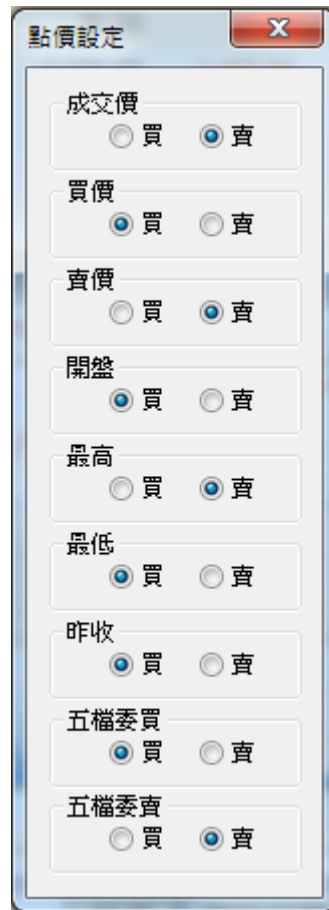 點價設定
成交價
買 賣
買價
買 賣
賣價
買 賣
開盤
買 賣
最高
買 賣
最低
買 賣
昨收
買 賣
五檔委買
買 賣
五檔委賣
買 賣